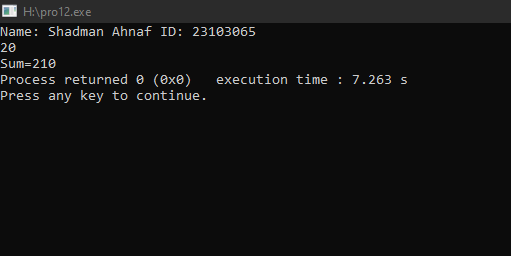 H:\pro12.exe
Name: Shadman Ahnaf ID: 23103065
20
Sum=210
Process returned 0 (0x0)   execution time : 7.263 s
Press any key to continue.